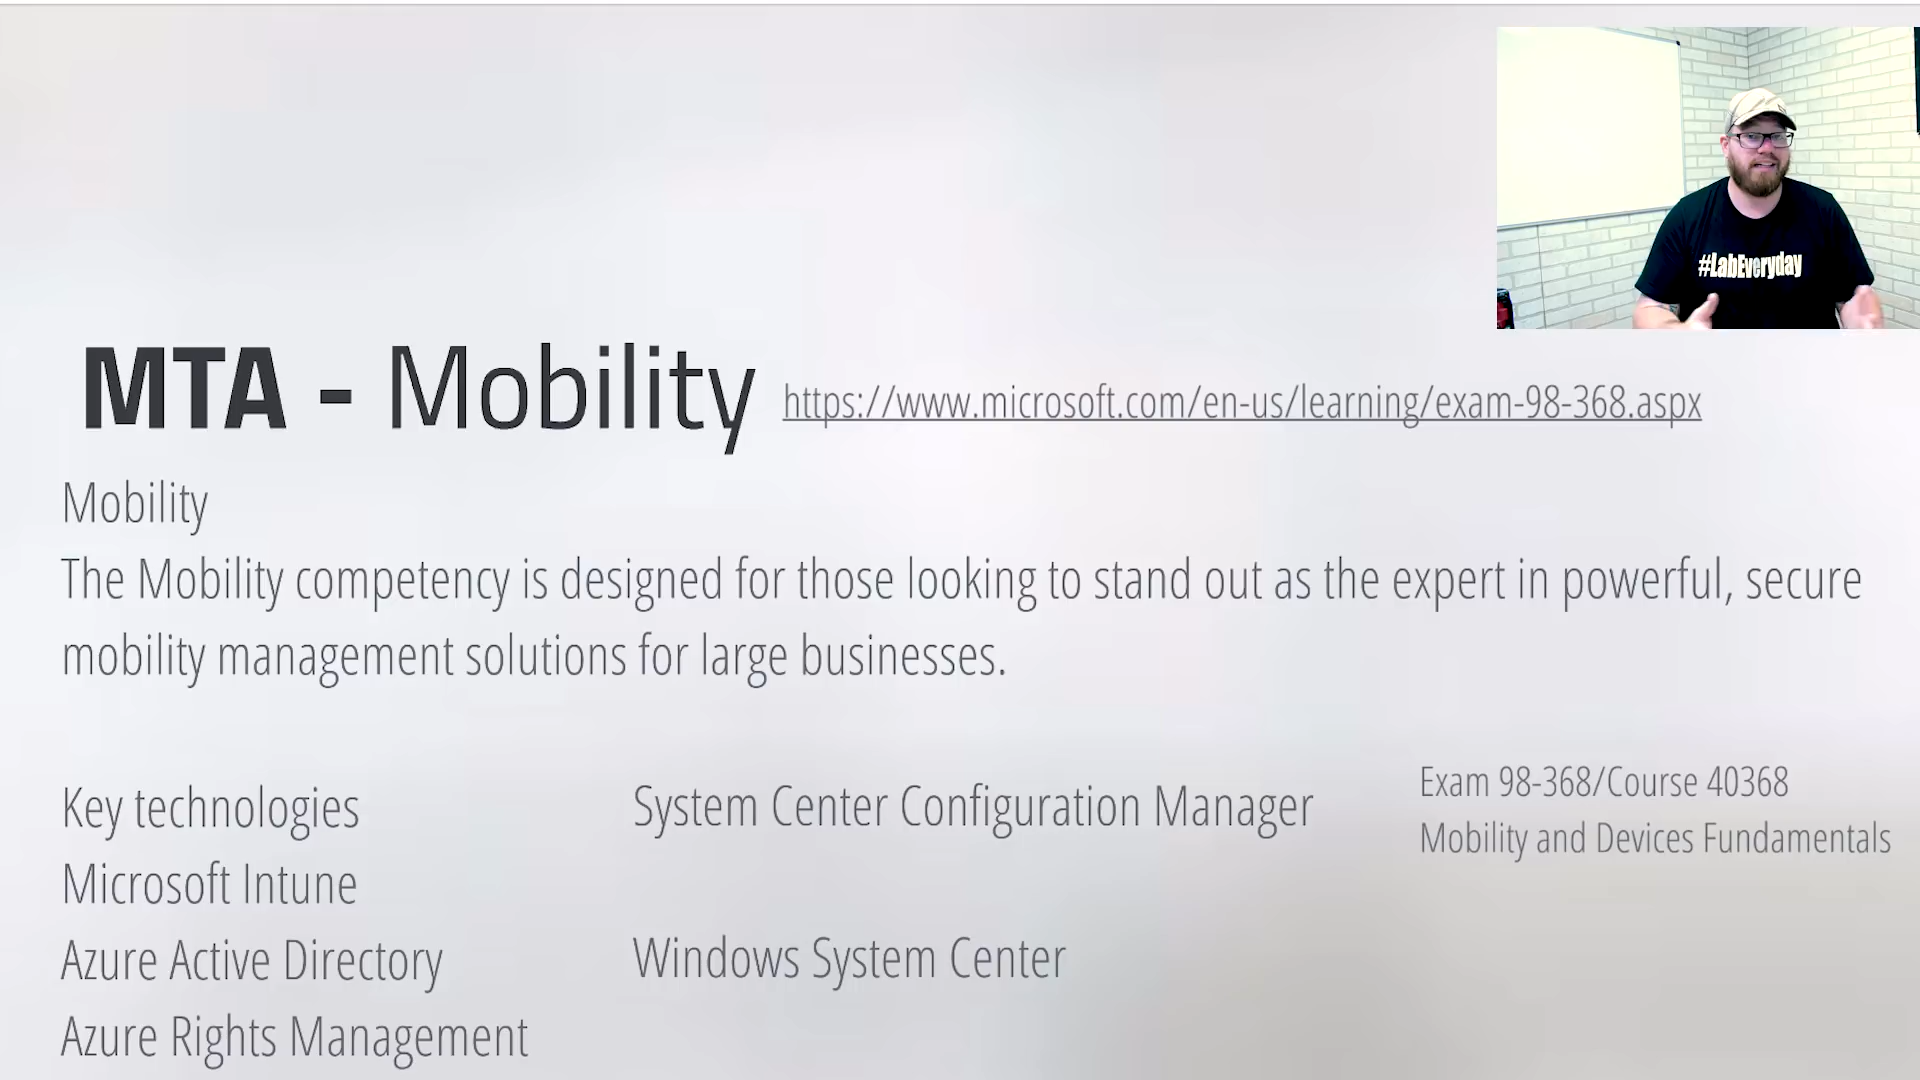 #LabEveryday
MTA - Mobility https://www.microsoft.com/en-us/learning/exam-98-368.aspx
Mobility
The Mobility competency is designed for those looking to stand out as the expert in powerful, secure
mobility management solutions for large businesses.
Key technologies
Microsoft Intune
Azure Active Directory
Azure Rights Management
System Center Configuration Manager
Windows System Center
Exam 98-368/Course 40368
Mobility and Devices Fundamentals